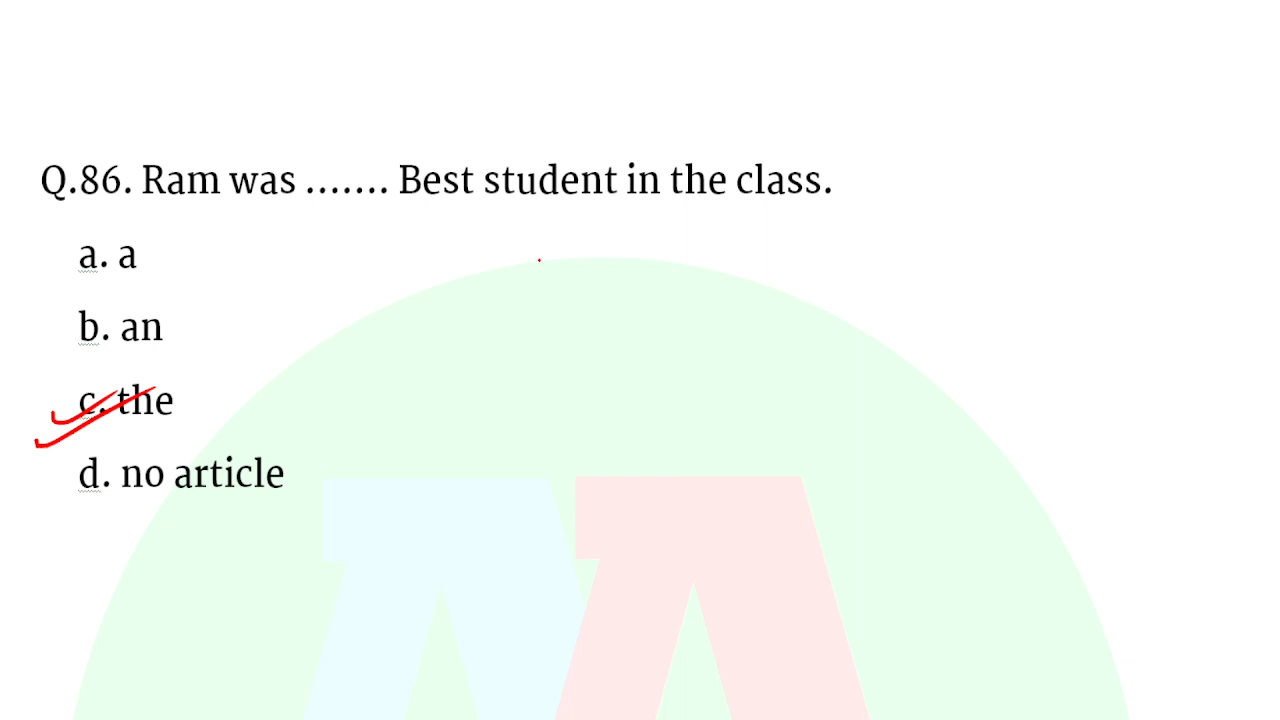 Q.86. Ram was ....... Best student in the class.
a. a
b. an
c. the
d. no article